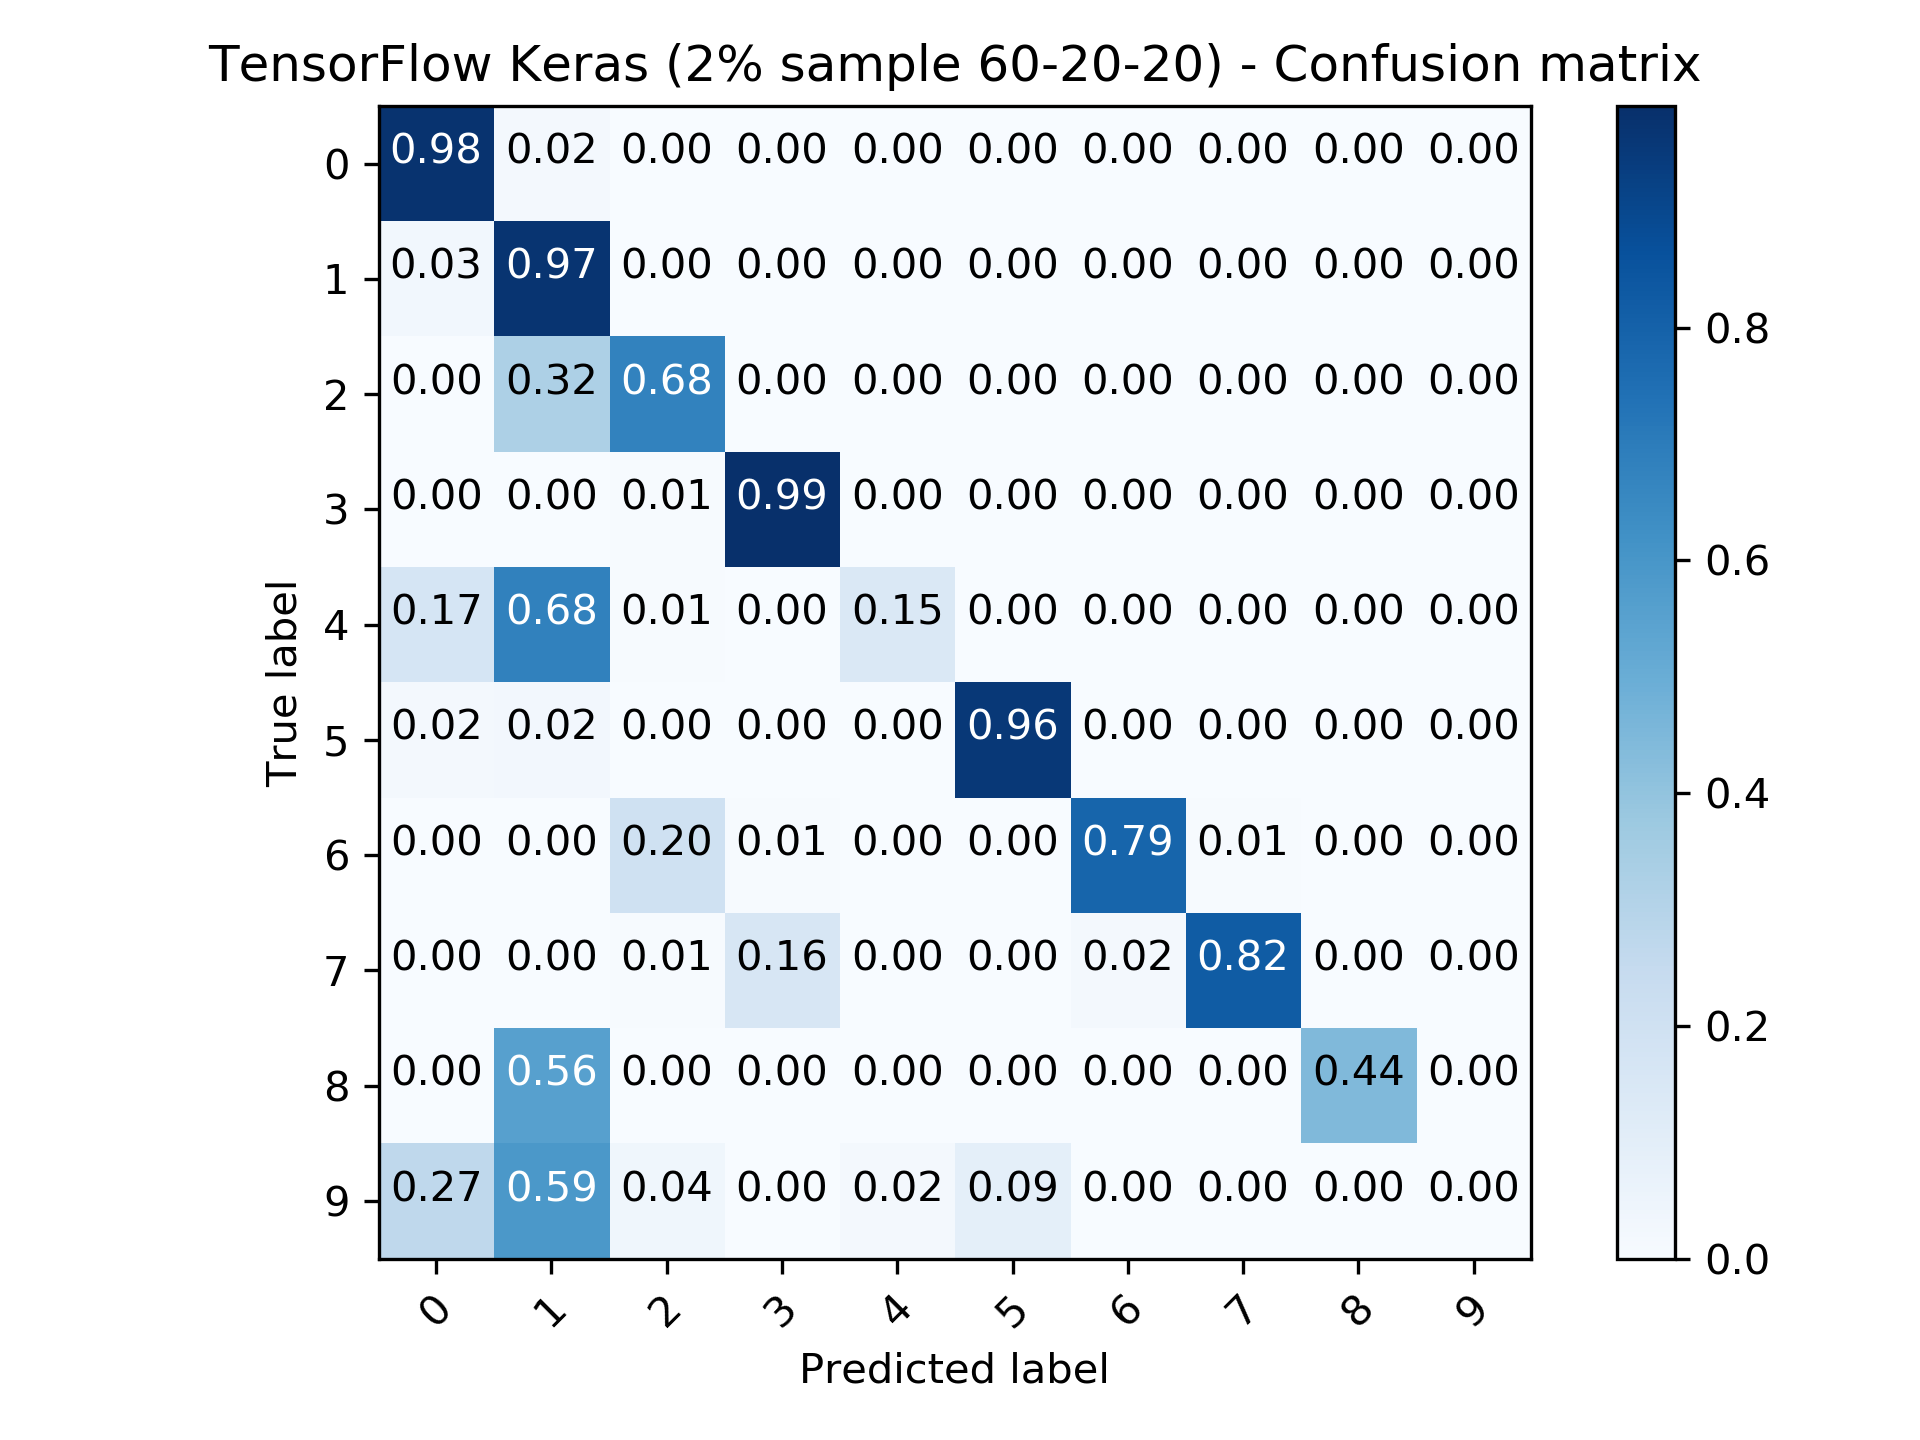 TensorFlow Keras (2% sample 60-20-20) - Confusion matrix
0 0.98 0.02 0.00 0.00 0.00 0.00 0.00 0.00 0.00 0.00
1 0.03 0.97 0.00 0.00 0.00 0.00 0.00 0.00 0.00 0.00
2 0.00 0.32 0.68 0.00 0.00 0.00 0.00 0.00 0.00 0.00
3 0.00 0.00 0.01 0.99 0.00 0.00 0.00 0.00 0.00 0.00
4 0.17 0.68 0.01 0.00 0.15 0.00 0.00 0.00 0.00 0.00
5 0.02 0.02 0.00 0.00 0.00 0.96 0.00 0.00 0.00 0.00
6 0.00 0.00 0.20 0.01 0.00 0.00 0.79 0.01 0.00 0.00
7 0.00 0.00 0.01 0.16 0.00 0.00 0.02 0.82 0.00 0.00
8 0.00 0.56 0.00 0.00 0.00 0.00 0.00 0.00 0.44 0.00
9 0.27 0.59 0.04 0.00 0.02 0.09 0.00 0.00 0.00 0.00
0 1 2 3 4 5 6 7 8 9
Predicted label
True label
0.8
0.6
0.4
0.2
0.0